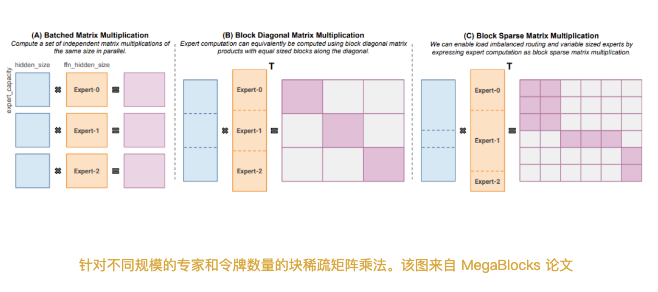 (A) Batched Matrix Multiplication
Compute a set of independent matrix multiplications of
the same size in parallel.
hidden_size
ffn_hidden_size
expert_capacity
Expert-0
Expert-1
Expert-2
(B) Block Diagonal Matrix Multiplication
Expert computation can equivalently be computed using block diagonal matrix
products with equal sized blocks along the diagonal.
T
Expert-0
Expert-1
Expert-2
(C) Block Sparse Matrix Multiplication
We can enable load imbalanced routing and variable sized experts by
expressing expert computation as block sparse matrix multiplication.
T
Expert-0
Expert-1
Expert-2
针对不同规模的专家和令牌数量的块稀疏矩阵乘法。该图来自 MegaBlocks 论文